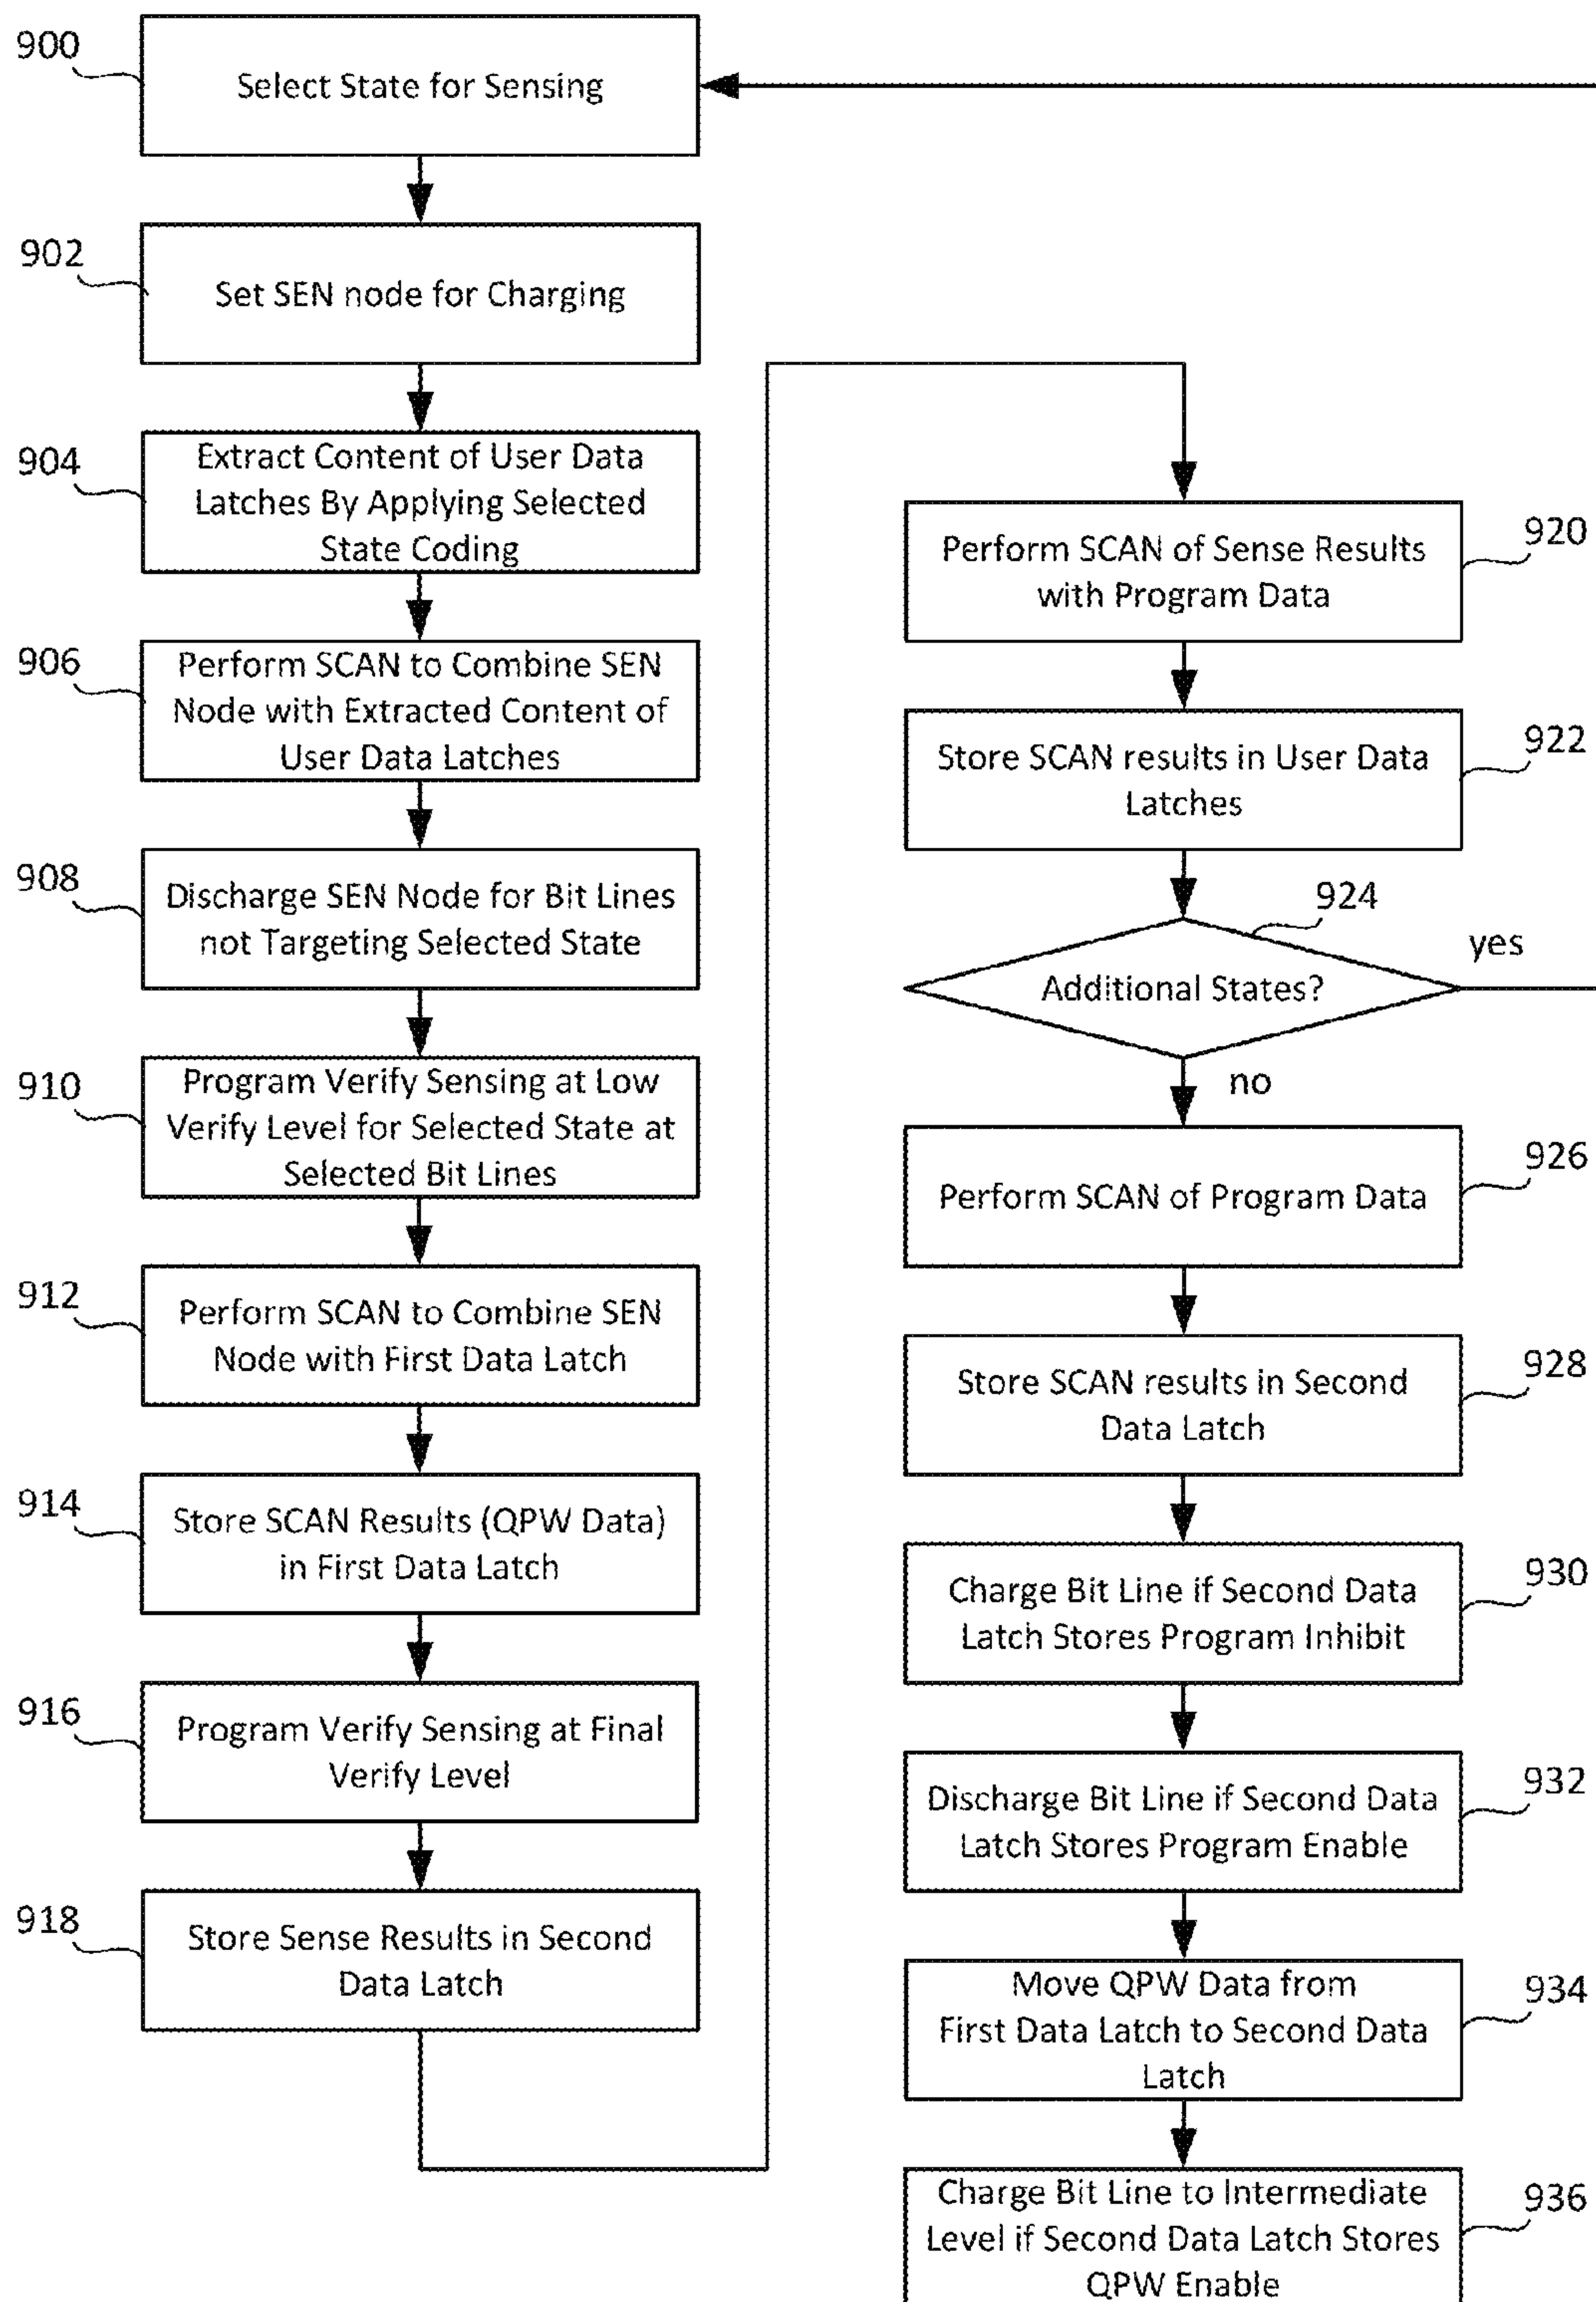 900
Select State for Sensing
902
Set SEN node for Charging
904
Extract Content of User Data
Latches By Applying Selected
State Coding
906
Perform SCAN to Combine SEN
Node with Extracted Content of
User Data Latches
908
Discharge SEN Node for Bit Lines
not Targeting Selected State
910
Program Verify Sensing at Low
Verify Level for Selected State at
Selected Bit Lines
912
Perform SCAN to Combine SEN
Node with First Data Latch
914
Store SCAN Results (QPW Data)
in First Data Latch
916
Program Verify Sensing at Final
Verify Level
918
Store Sense Results in Second
Data Latch
920
Perform SCAN of Sense Results
with Program Data
922
Store SCAN results in User Data
Latches
924
Additional States?
yes
no
926
Perform SCAN of Program Data
928
Store SCAN results in Second
Data Latch
930
Charge Bit Line if Second Data
Latch Stores Program Inhibit
932
Discharge Bit Line if Second Data
Latch Stores Program Enable
934
Move QPW Data from
First Data Latch to Second Data
Latch
936
Charge Bit Line to Intermediate
Level if Second Data Latch Stores
QPW Enable